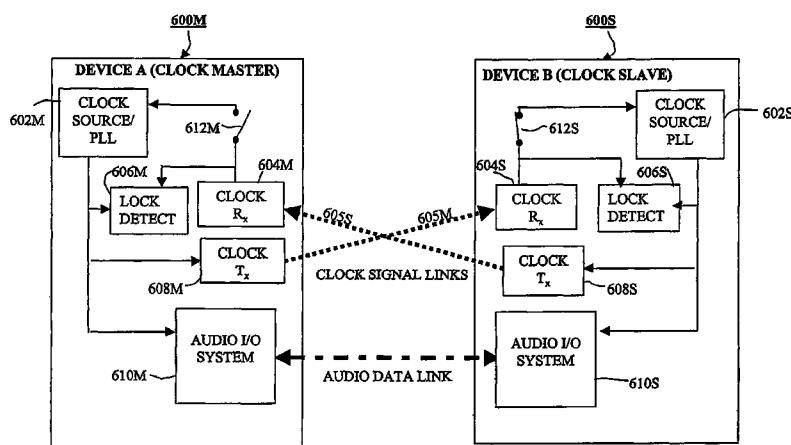 600M
600S
DEVICE A (CLOCK MASTER)
DEVICE B (CLOCK SLAVE)
CLOCK
SOURCE/
PLL
602M
612M
CLOCK
SOURCE/
PLL
602S
612S
606M
LOCK
DETECT
604M
CLOCK
Rx
605S
605M
604S
CLOCK
Rx
606S
LOCK
DETECT
CLOCK
Tx
608M
CLOCK SIGNAL LINKS
CLOCK
Tx
608S
AUDIO I/O
SYSTEM
610M
AUDIO DATA LINK
AUDIO I/O
SYSTEM
610S